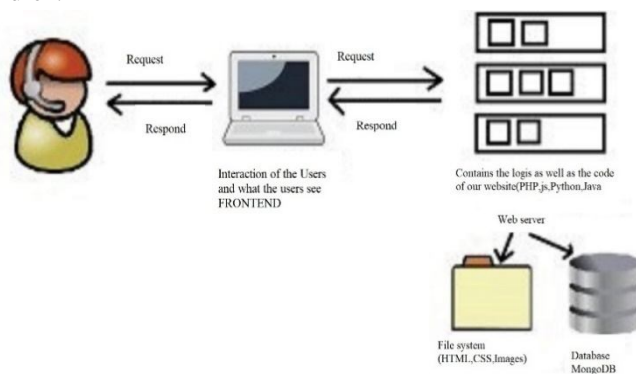 Request
Respond
Request
Respond
Interaction of the Users
and what the users see
FRONTEND
Contains the logis as well as the code
of our website(PHP,js,Python,Java
Web server
File system
(HTML,CSS,Images)
Database
MongoDB